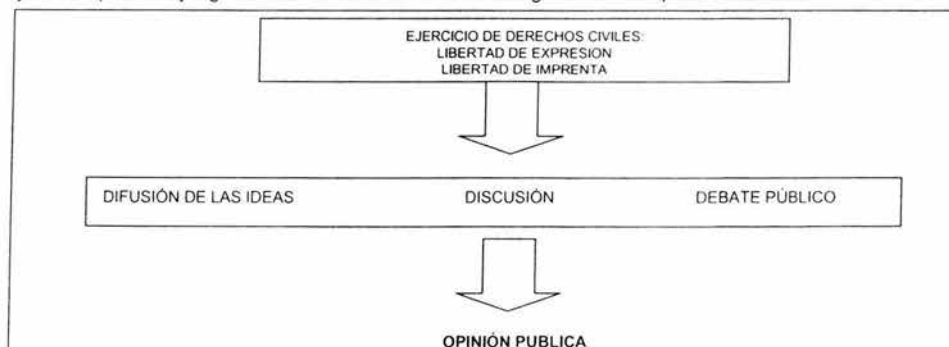 EJERCICIO DE DERECHOS CIVILES:
LIBERTAD DE EXPRESION
LIBERTAD DE IMPRENTA
DIFUSIÓN DE LAS IDEAS DISCUSIÓN DEBATE PÚBLICO
OPINIÓN PUBLICA